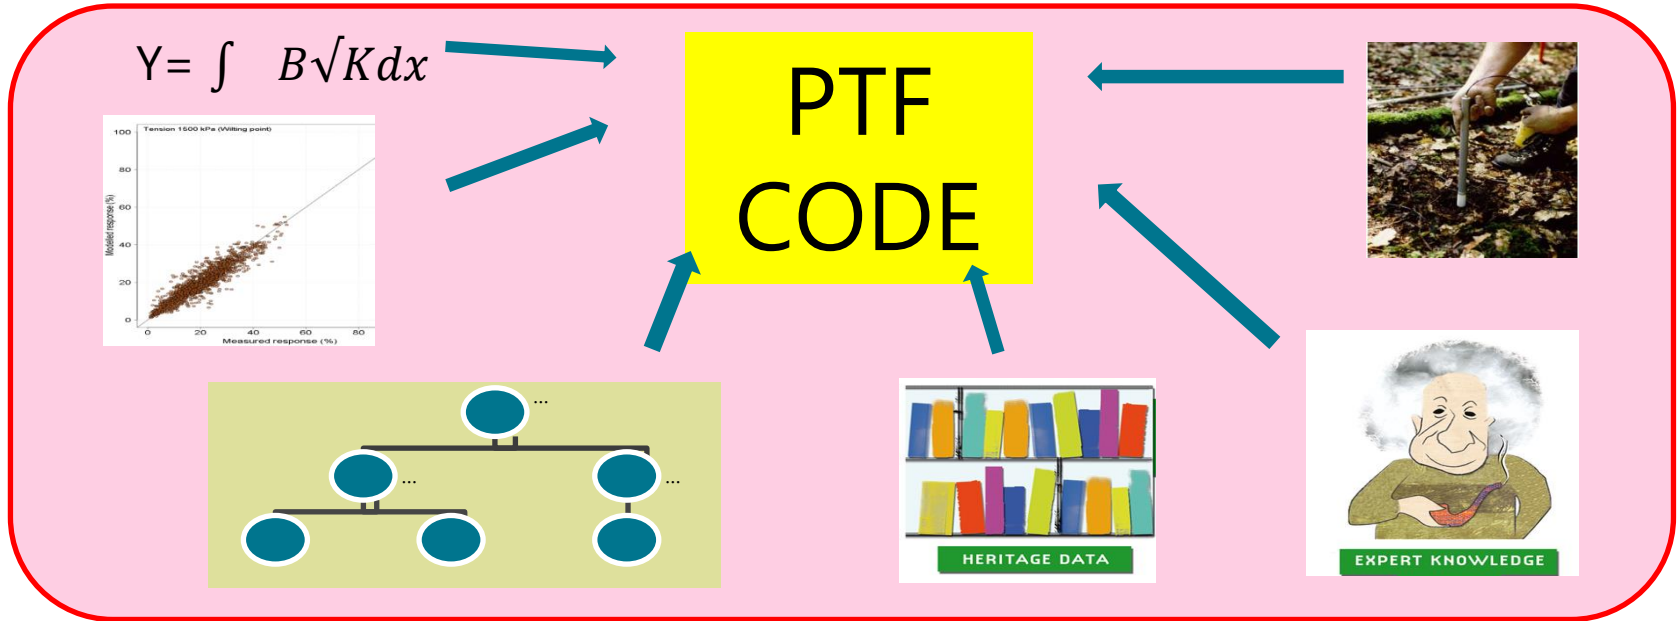 Y= ∫ B√Kdx
PTF
CODE
Tension 1500 kPa (Wilting point)
100
80
60
40
20
0
Modelled response (%)
0 20 40 60 80
Measured response (%)
...
... ...
HERITAGE DATA
EXPERT KNOWLEDGE